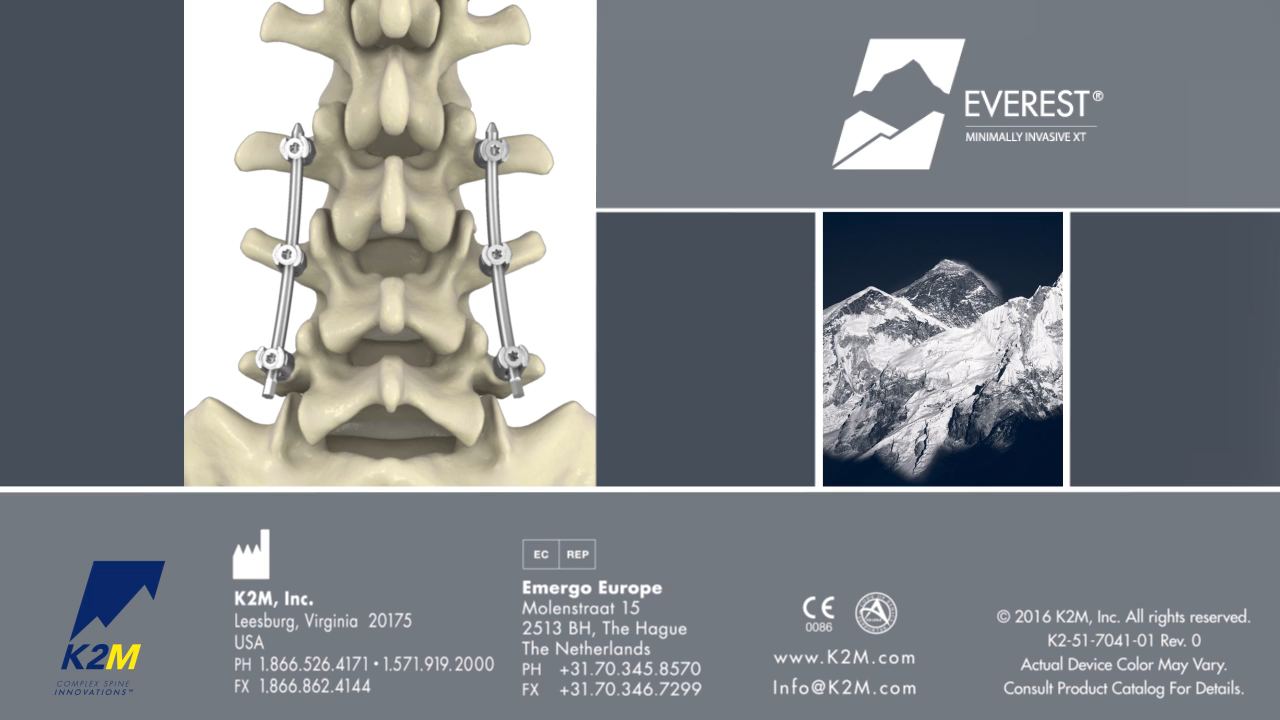 EVEREST®
MINIMALLY INVASIVE XT
K2M
COMPLEX SPINE
INNOVATIONS™
K2M, Inc.
Leesburg, Virginia 20175
USA
PH 1.866.526.4171 • 1.571.919.2000
FX 1.866.862.4144
EC REP
Emergo Europe
Molenstraat 15
2513 BH, The Hague
The Netherlands
PH +31.70.345.8570
FX +31.70.346.7299
CE
0086
www.K2M.com
Info@K2M.com
© 2016 K2M, Inc. All rights reserved.
K2-51-7041-01 Rev. 0
Actual Device Color May Vary.
Consult Product Catalog For Details.